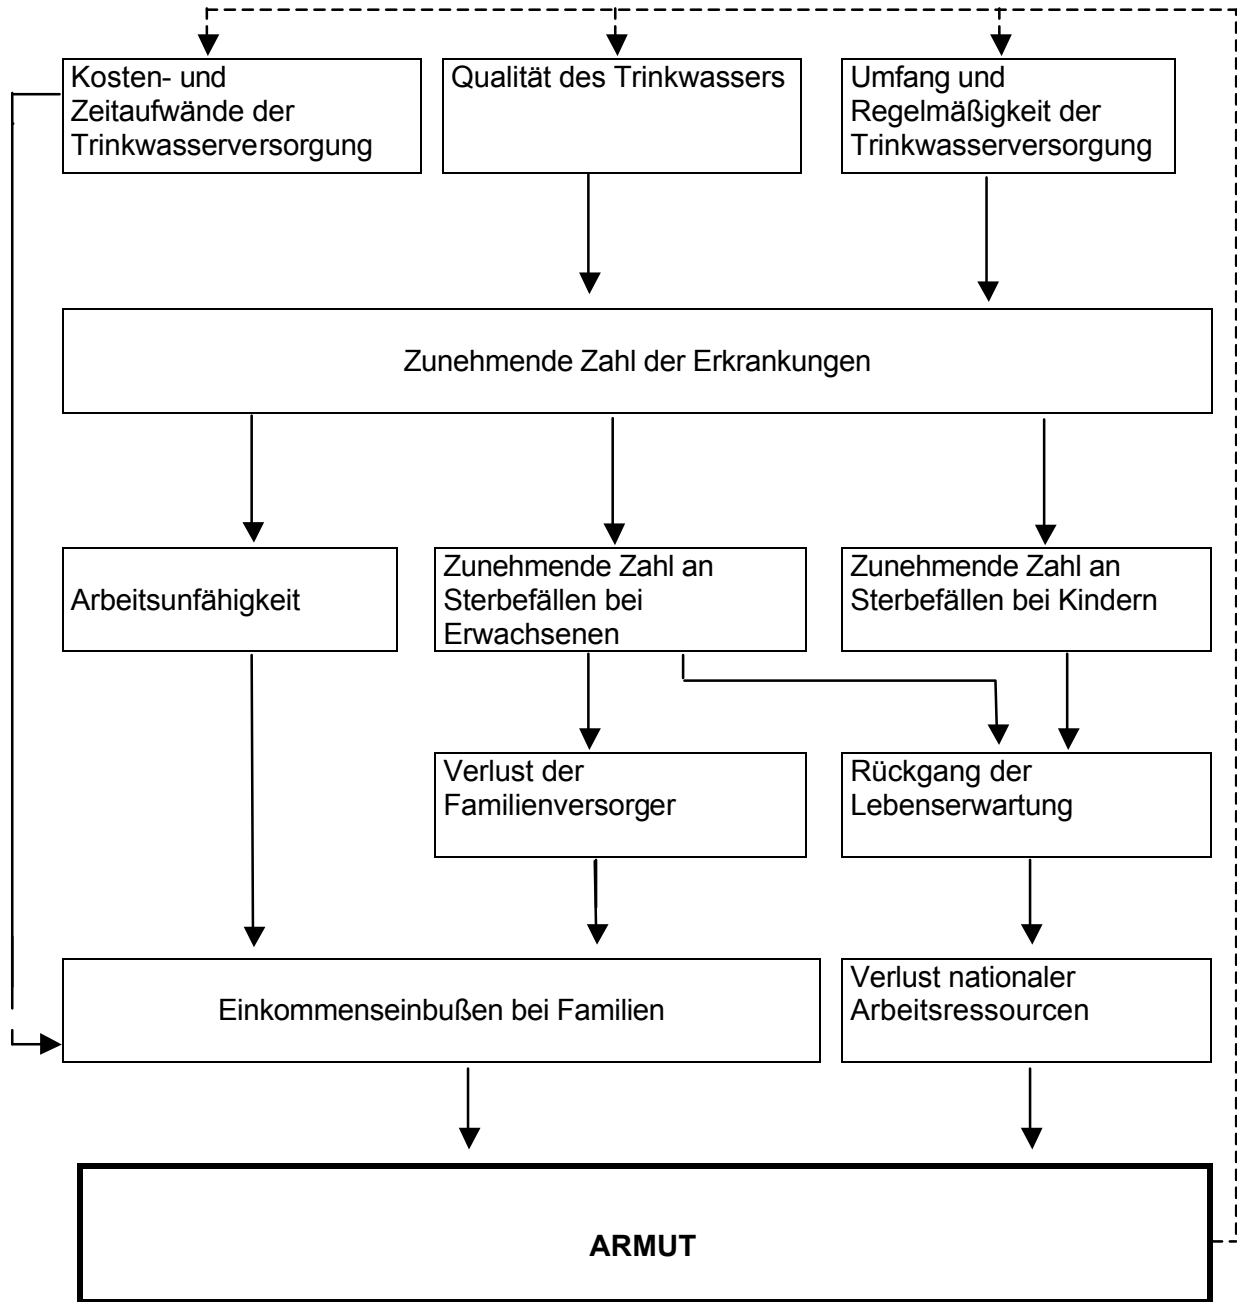 Kosten- und
Zeitaufwände der
Trinkwasserversorgung
Qualität des Trinkwassers
Umfang und
Regelmäßigkeit der
Trinkwasserversorgung
Zunehmende Zahl der Erkrankungen
Arbeitsunfähigkeit
Zunehmende Zahl an
Sterbefällen bei
Erwachsenen
Zunehmende Zahl an
Sterbefällen bei Kindern
Verlust der
Familienversorger
Rückgang der
Lebenserwartung
Einkommenseinbußen bei Familien
Verlust nationaler
Arbeitsressourcen
ARMUT